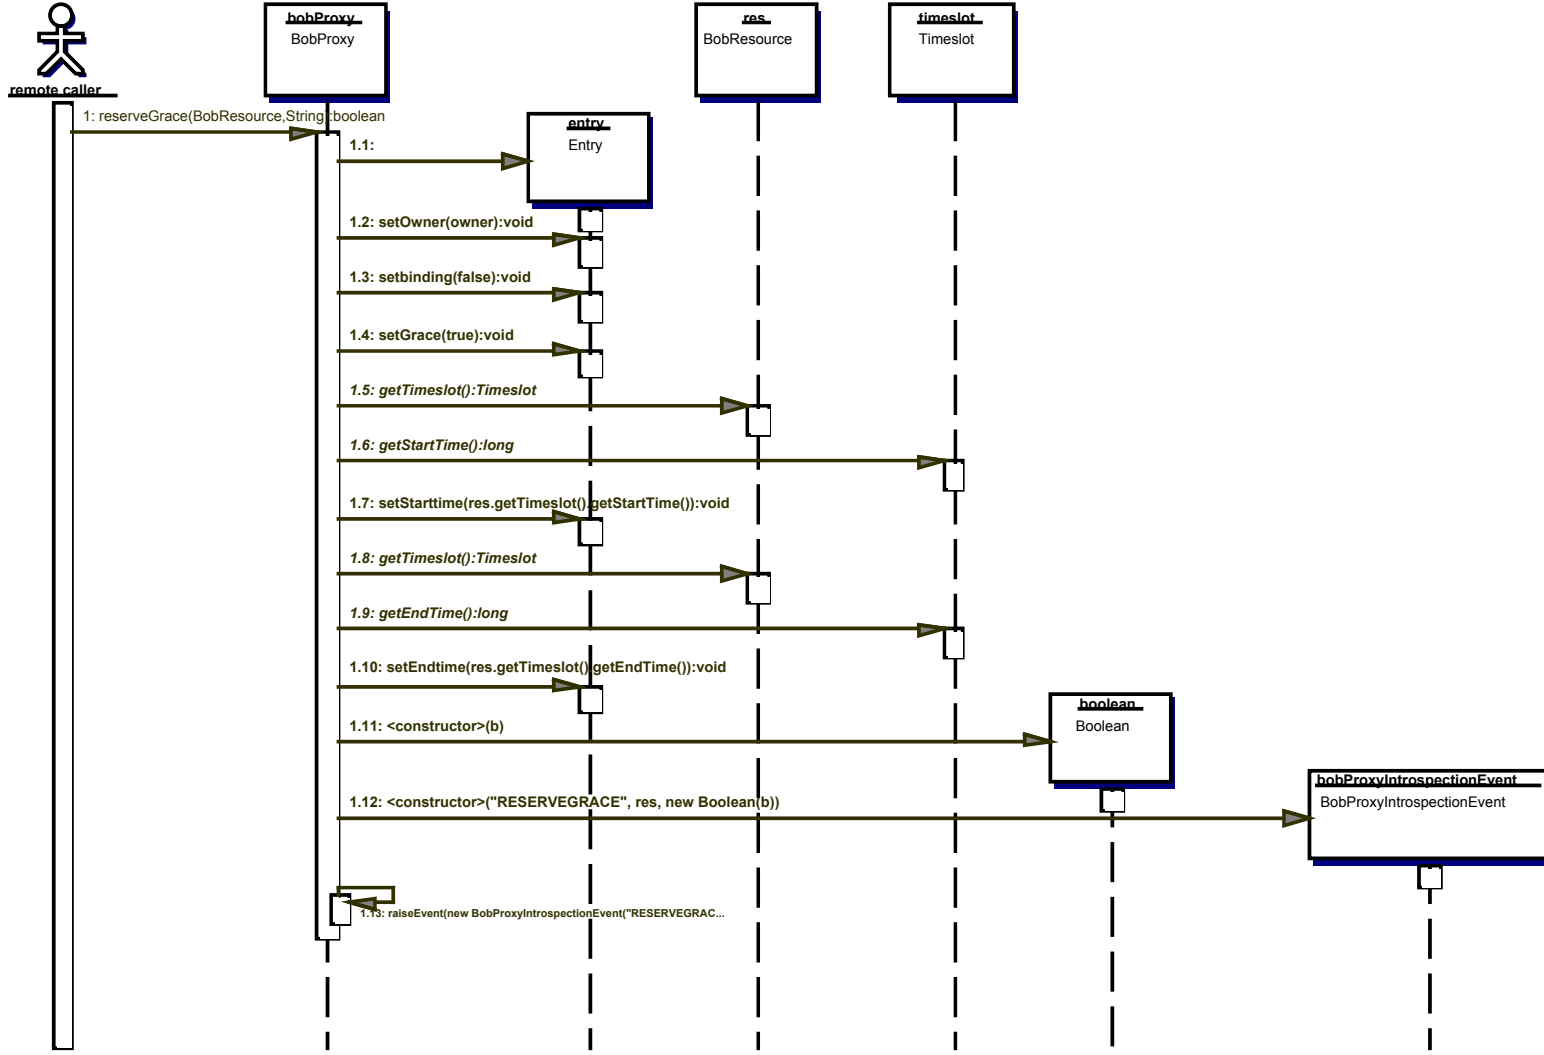 remote caller
bobProxy
BobProxy
res
BobResource
timeslot
Timeslot
1: reserveGrace(BobResource,String):boolean
entry
Entry
1.1:
1.2: setOwner(owner):void
1.3: setbinding(false):void
1.4: setGrace(true):void
1.5: getTimeslot():Timeslot
1.6: getStartTime():long
1.7: setStarttime(res.getTimeslot().getStartTime()):void
1.8: getTimeslot():Timeslot
1.9: getEndTime():long
1.10: setEndtime(res.getTimeslot().getEndTime()):void
boolean
Boolean
1.11: <constructor>(b)
bobProxyIntrospectionEvent
BobProxyIntrospectionEvent
1.12: <constructor>("RESERVEGRACE", res, new Boolean(b))
1.13: raiseEvent(new BobProxyIntrospectionEvent("RESERVEGRAC...